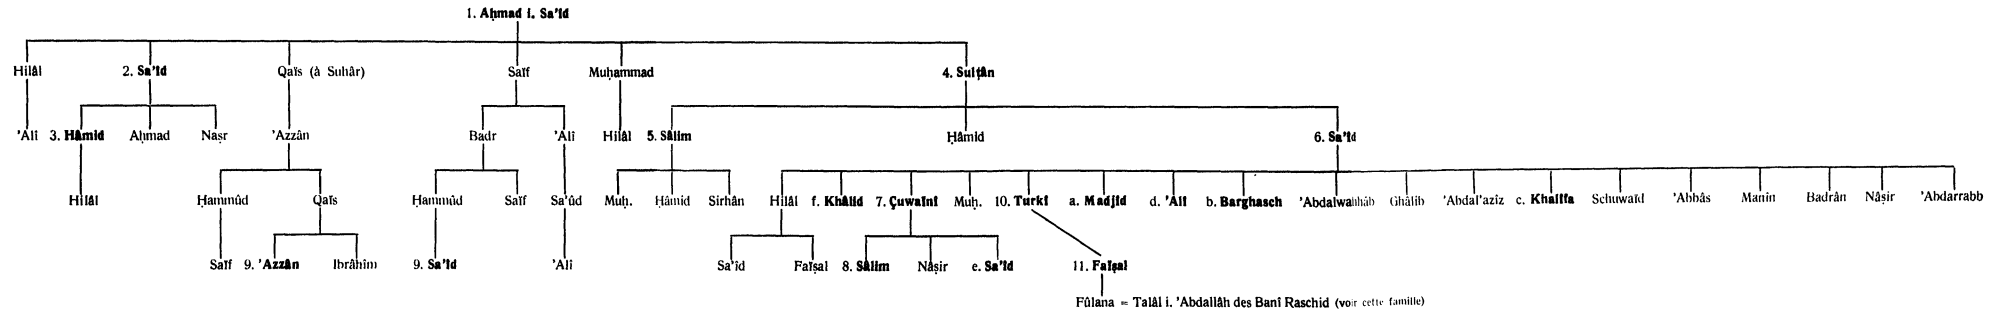 1. Aḥmad i. Sa'îd
Hilâl 2. Sa'îd Qaïs (à Suhâr) Saïf Muḥammad 4. Sulṭân
'Alî 3. Hâmid Aḥmad Naṣr 'Azzân Badr 'Alî Hilâl 5. Sâlim Ḥâmid 6. Sa'îd
Hilâl Ḥammûd Qaïs Ḥammûd Saïf Sa'ûd Muḥ. Ḥâmid Sirhân Hilâl f. Khâlid 7. Çuwaïnî Muḥ. 10. Turkî a. Madjîd d. 'Alî b. Barghasch 'Abdalwahhâb Ghâlib 'Abdal'azîz c. Khalîfa Schuwaïd 'Abbâs Manîn Badrân Nâṣir 'Abdarrabb
Saïf 9. 'Azzân Ibrâhîm 9. Sa'îd 'Alî Sa'îd Faïṣal 8. Sâlim Nâṣir e. Sa'îd 11. Faïṣal
Fûlana = Talâl i. 'Abdallâh des Banî Raschid (voir cette famille)